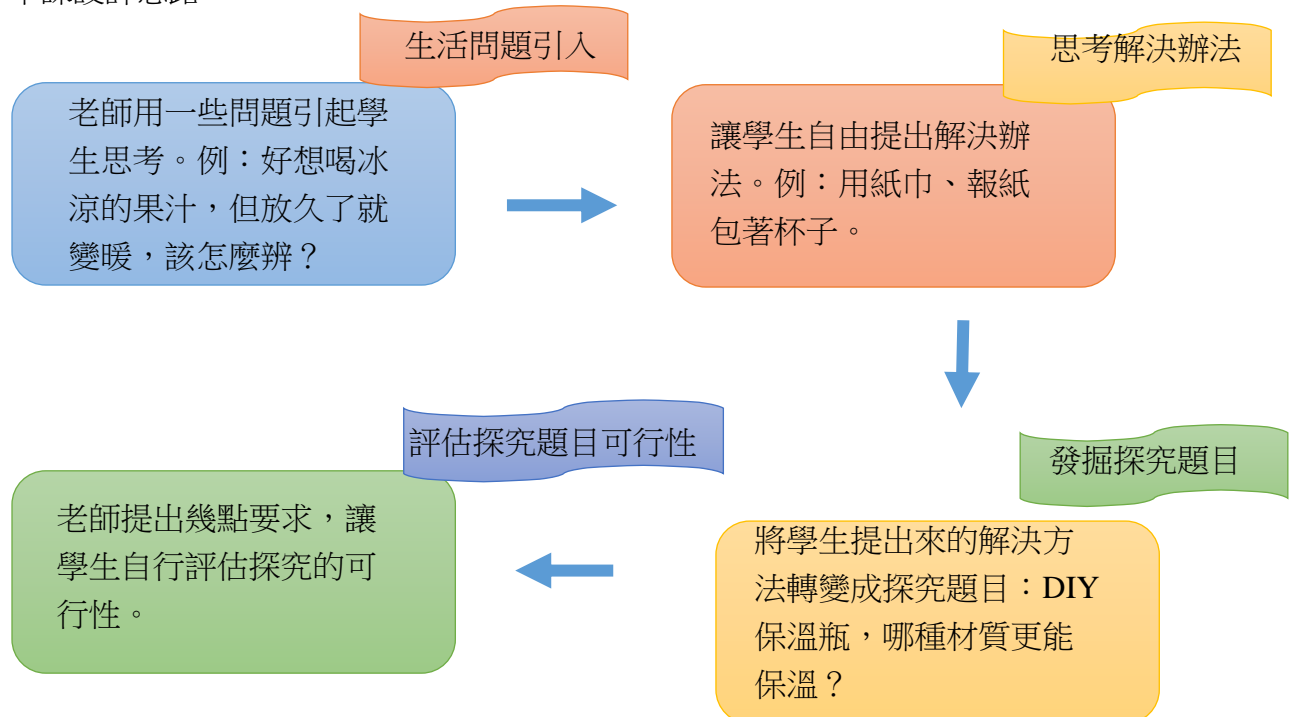 生活問題引入
老師用一些問題引起學
生思考。例：好想喝冰
涼的果汁，但放久了就
變暖，該怎麼辨？
思考解決辦法
讓學生自由提出解決辦
法。例：用紙巾、報紙
包著杯子。
發掘探究題目
將學生提出來的解決方
法轉變成探究題目：DIY
保溫瓶，哪種材質更能
保溫？
評估探究題目可行性
老師提出幾點要求，讓
學生自行評估探究的可
行性。